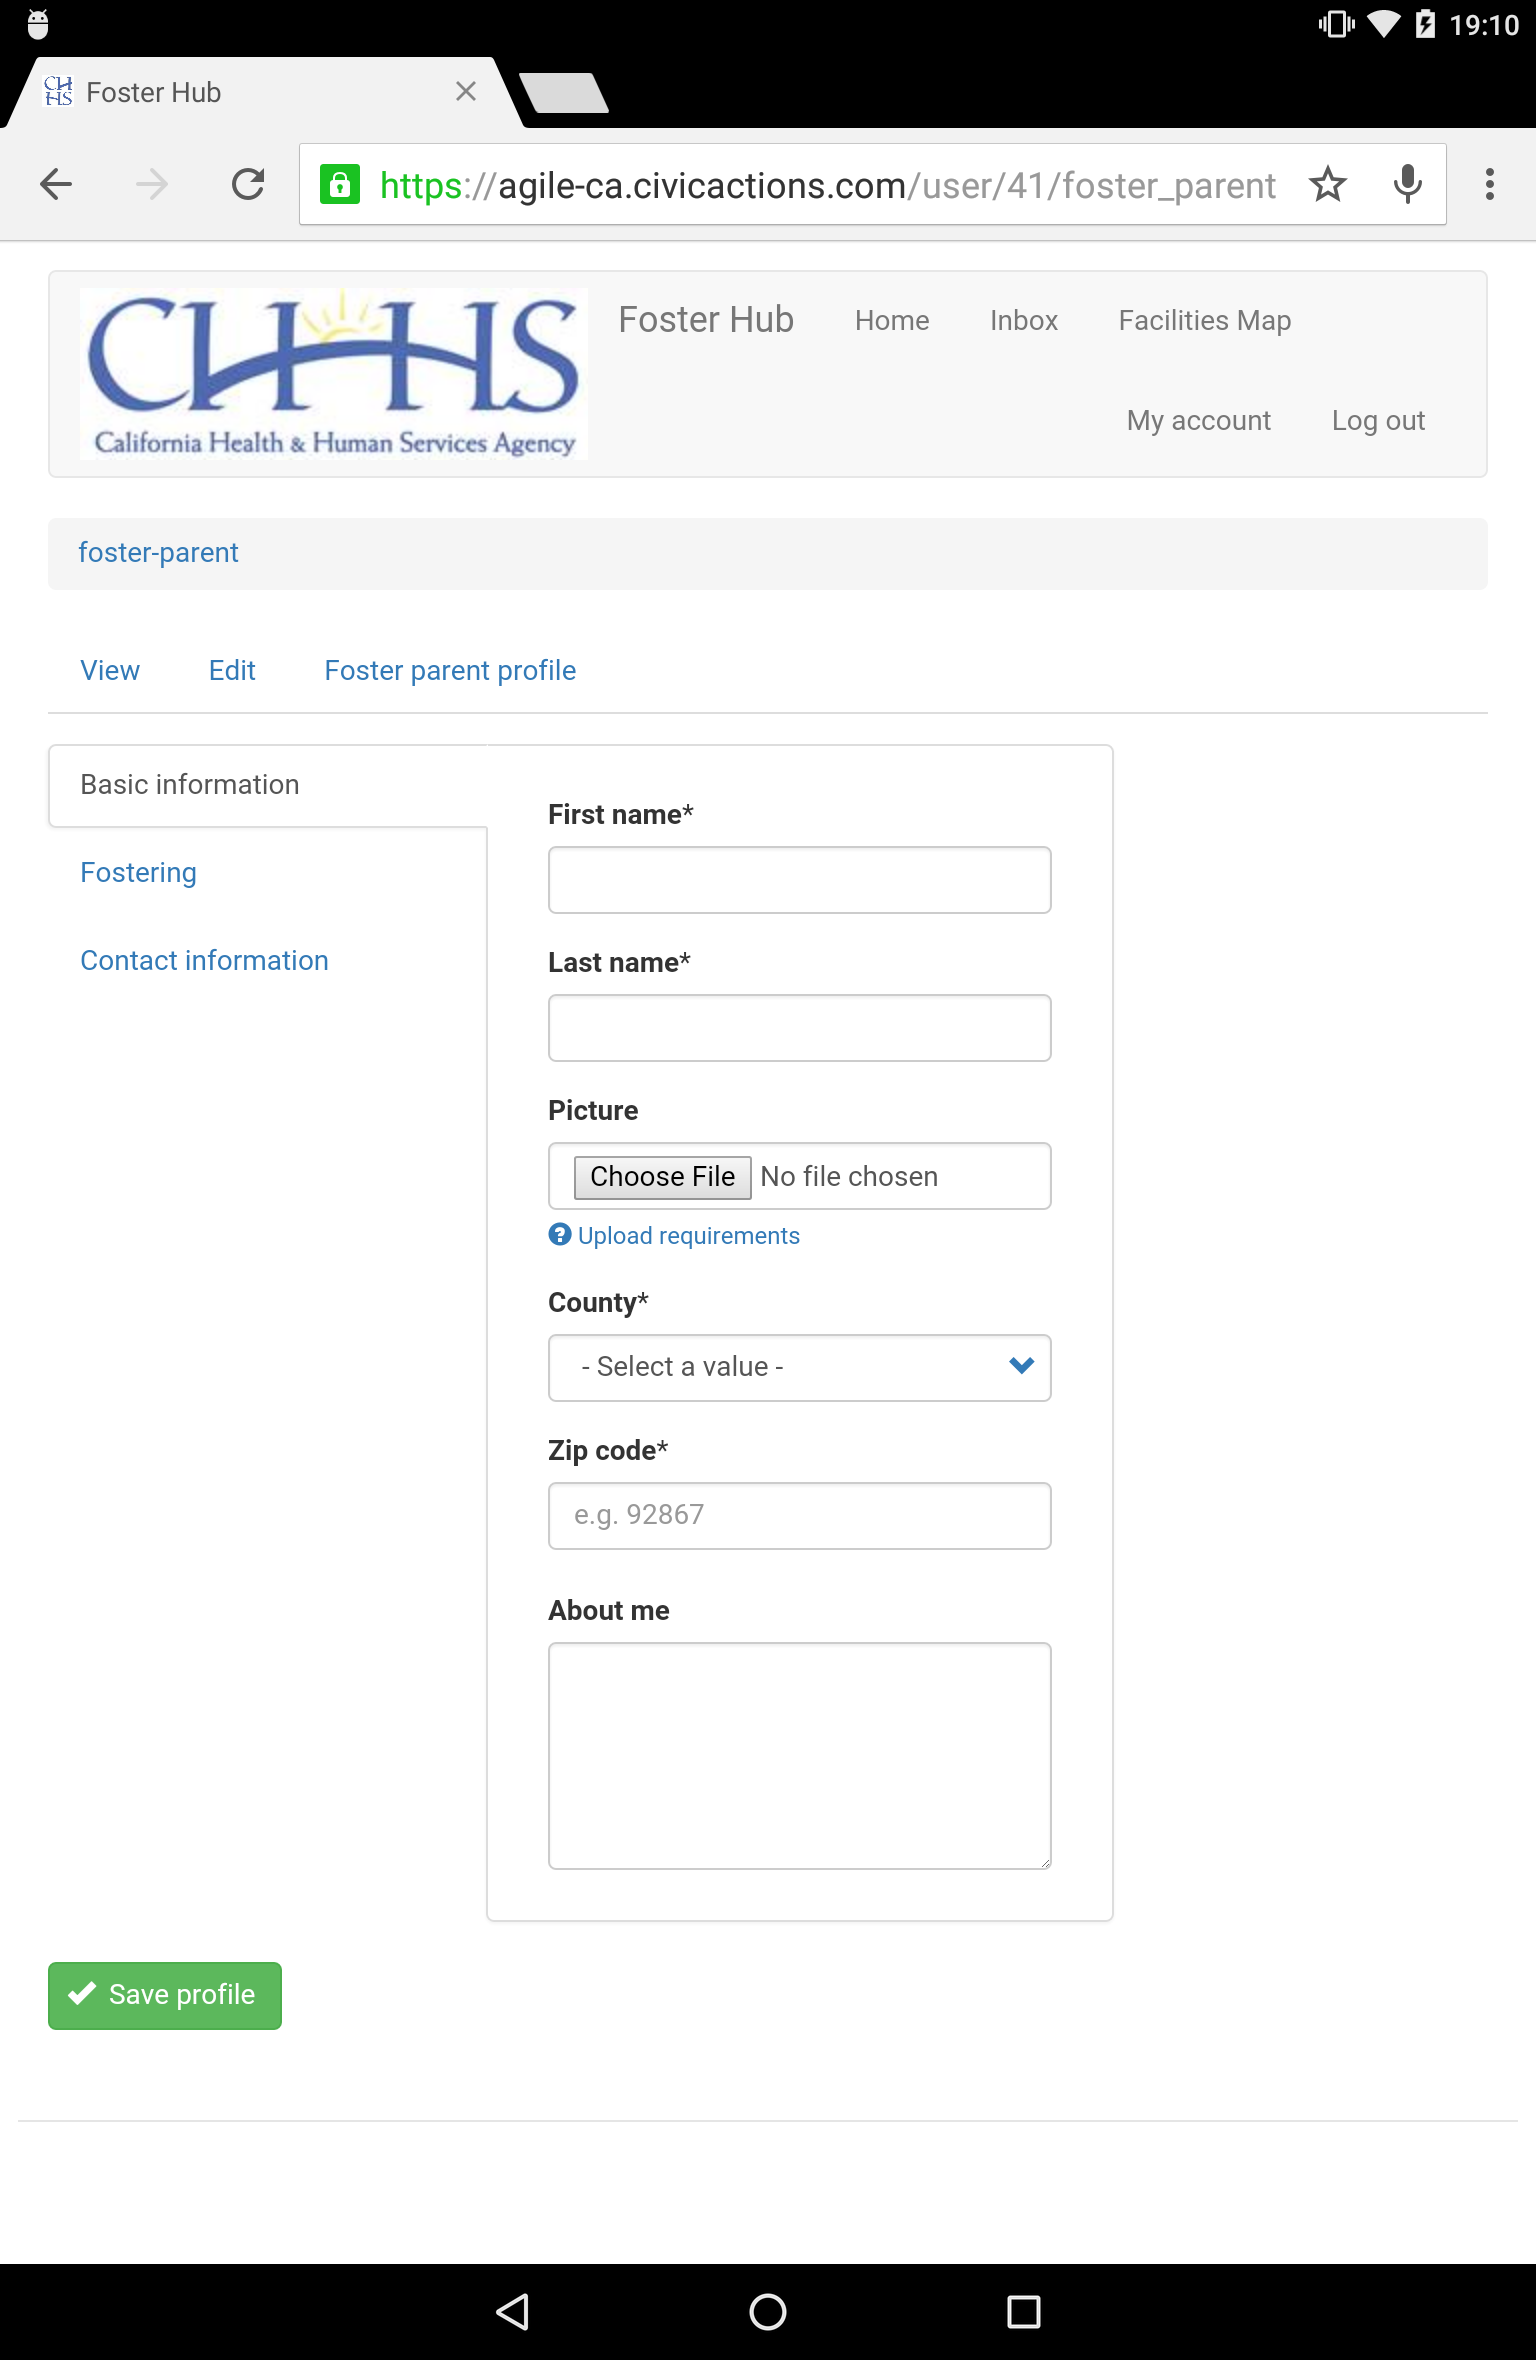 19:10
CHHS Foster Hub
https://agile-ca.civicactions.com/user/41/foster_parent
CHHS
California Health & Human Services Agency
Foster Hub Home Inbox Facilities Map
My account Log out
foster-parent
View Edit Foster parent profile
Basic information
Fostering
Contact information
First name*
Last name*
Picture
Choose File No file chosen
? Upload requirements
County*
- Select a value -
Zip code*
e.g. 92867
About me
Save profile